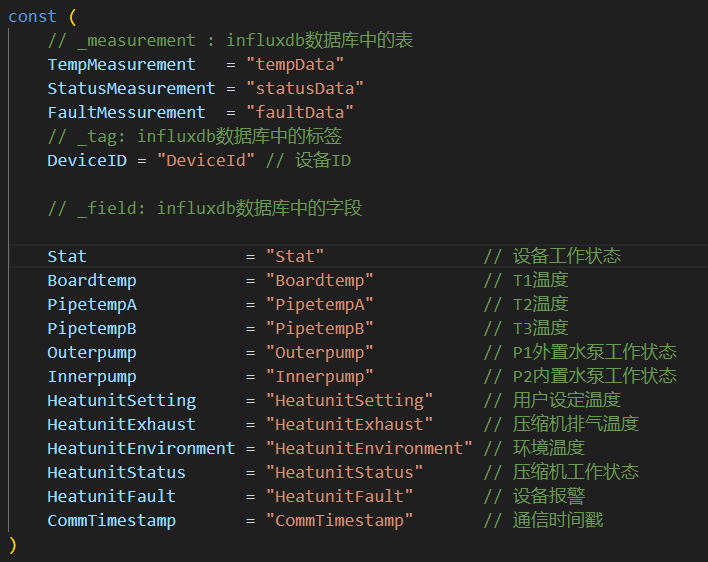 const (
// _measurement : influxdb数据库中的表
TempMeasurement = "tempData"
StatusMeasurement = "statusData"
FaultMessurement = "faultData"
// _tag: influxdb数据库中的标签
DeviceID = "DeviceId" // 设备ID
// _field: influxdb数据库中的字段
Stat = "Stat" // 设备工作状态
Boardtemp = "Boardtemp" // T1温度
PipetempA = "PipetempA" // T2温度
PipetempB = "PipetempB" // T3温度
Outerpump = "Outerpump" // P1外置水泵工作状态
Innerpump = "Innerpump" // P2内置水泵工作状态
HeatunitSetting = "HeatunitSetting" // 用户设定温度
HeatunitExhaust = "HeatunitExhaust" // 压缩机排气温度
HeatunitEnvironment = "HeatunitEnvironment" // 环境温度
HeatunitStatus = "HeatunitStatus" // 压缩机工作状态
HeatunitFault = "HeatunitFault" // 设备报警
CommTimestamp = "CommTimestamp" // 通信时间戳
)